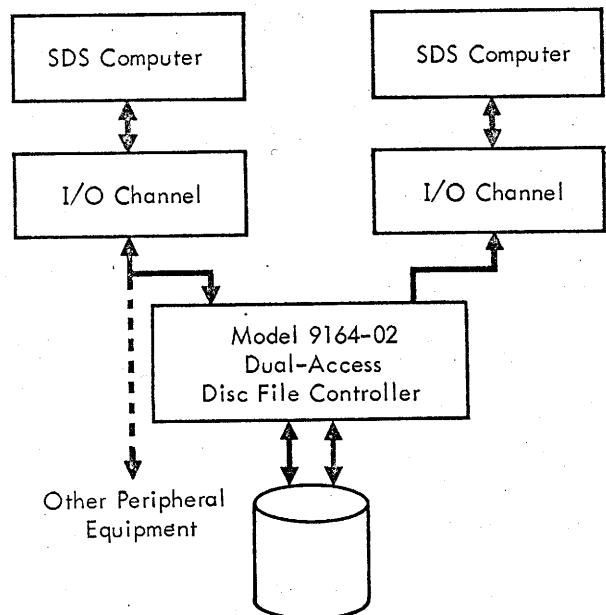 SDS Computer
SDS Computer
I/O Channel
I/O Channel
Model 9164-02
Dual-Access
Disc File Controller
Other Peripheral
Equipment